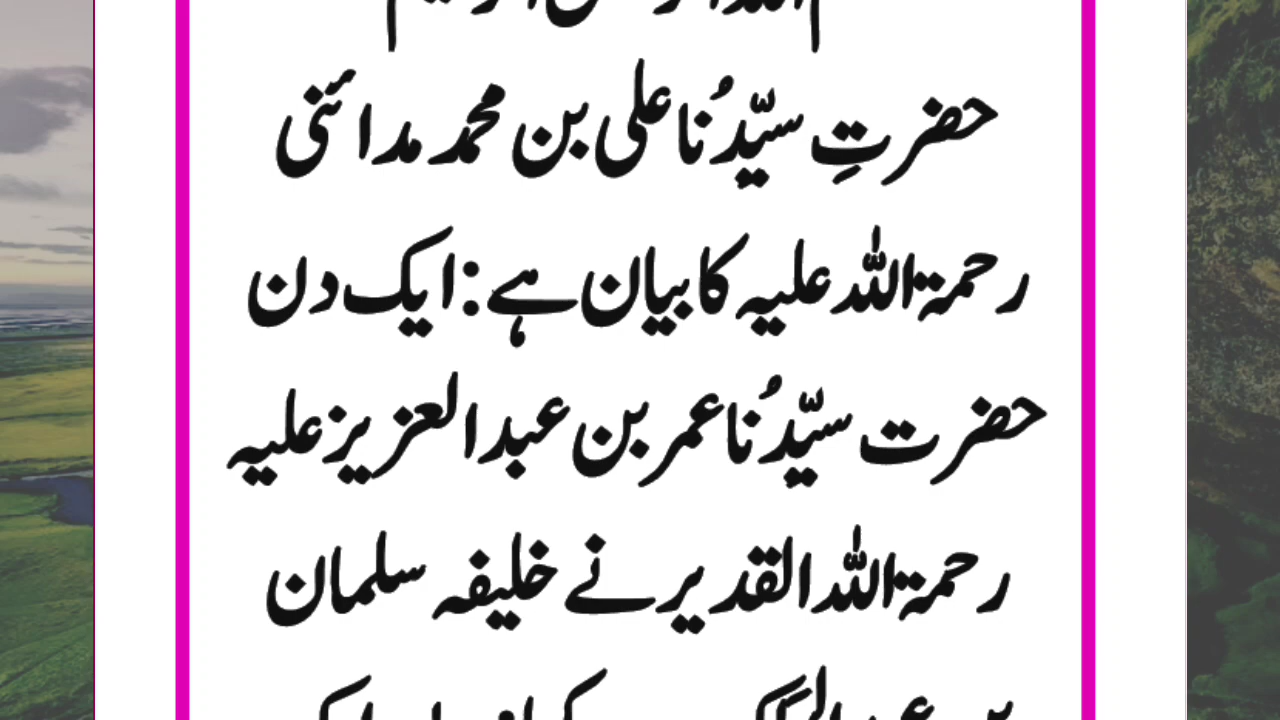 حضرتِ سیّدُنا علی بن محمد مدائنی
رحمۃ اللہ علیہ کا بیان ہے : ایک دن
حضرت سیّدُنا عمر بن عبد العزیز علیہ
رحمۃ اللہ القدیر نے خلیفہ سلمان